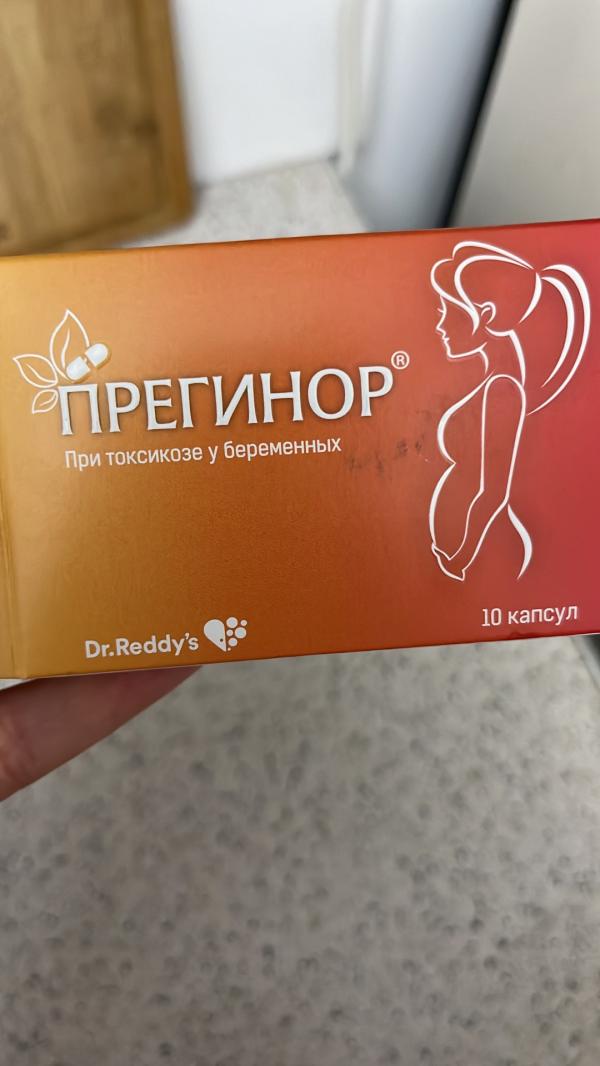 ПРЕГИНОР®
При токсикозе у беременных
Dr.Reddy's
10 капсул